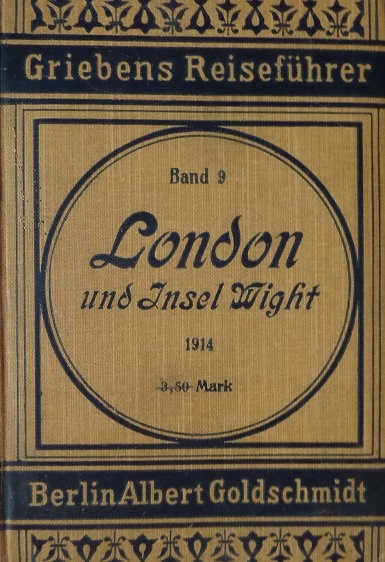 Griebens Reiseführer
Band 9
London
und Insel Wight
1914
3,50 Mark
Berlin Albert Goldschmidt